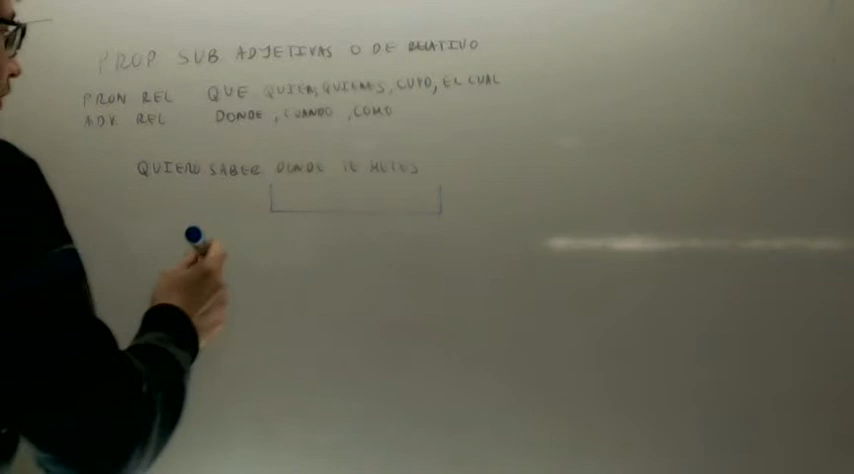 PROP SUB ADJETIVAS O DE RELATIVO
PRON REL QUE QUIEN, QUIENES, CUYO, EL CUAL
ADV. REL DONDE, CUANDO, COMO
QUIERO SABER DONDE TE METES